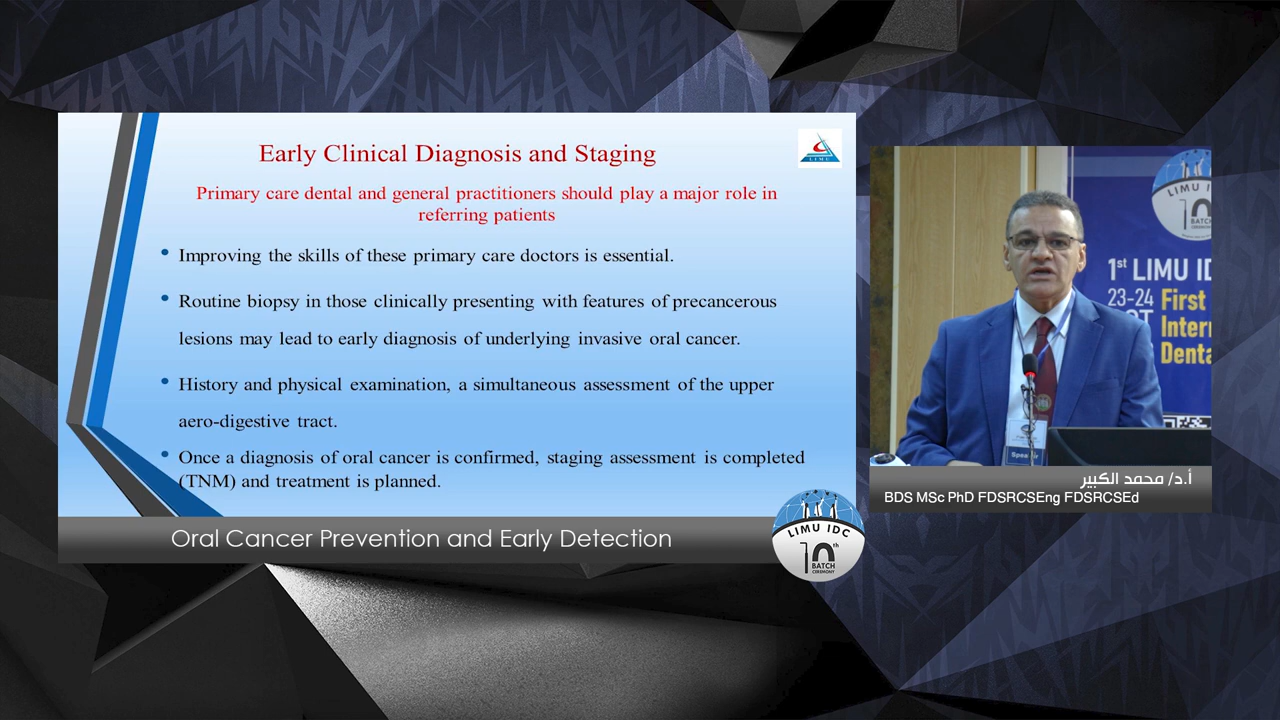 Early Clinical Diagnosis and Staging
LIMU
Primary care dental and general practitioners should play a major role in
referring patients
• Improving the skills of these primary care doctors is essential.
• Routine biopsy in those clinically presenting with features of precancerous
lesions may lead to early diagnosis of underlying invasive oral cancer.
• History and physical examination, a simultaneous assessment of the upper
aero-digestive tract.
• Once a diagnosis of oral cancer is confirmed, staging assessment is completed
(TNM) and treatment is planned.
Oral Cancer Prevention and Early Detection
LIMU IDC
10th
BATCH
CEREMONY
LIMU
10
BATCH
CEREMONY
1st LIMU
23-24
First
Intern
Denta
أ.د/ محمد الكبير
BDS MSc PhD FDSRCSEng FDSRCSEd